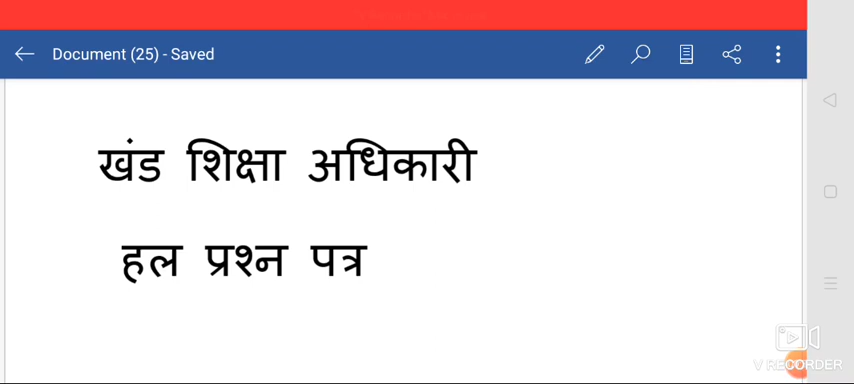 Document (25) - Saved
खंड शिक्षा अधिकारी
हल प्रश्न पत्र
V RECORDER